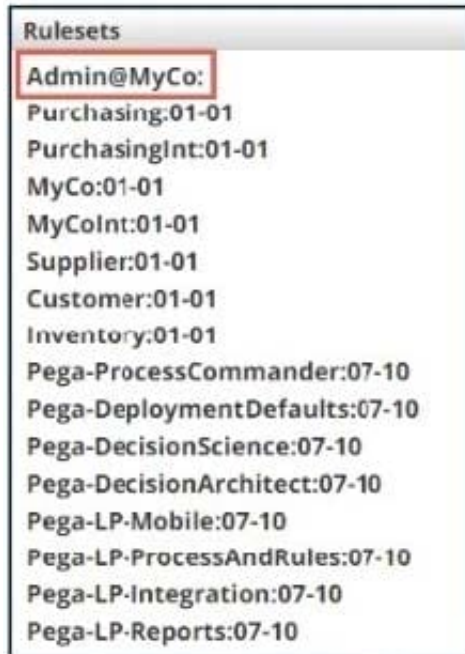 Rulesets
Admin@MyCo:
Purchasing:01-01
PurchasingInt:01-01
MyCo:01-01
MyCoInt:01-01
Supplier:01-01
Customer:01-01
Inventory:01-01
Pega-ProcessCommander:07-10
Pega-DeploymentDefaults:07-10
Pega-DecisionScience:07-10
Pega-DecisionArchitect:07-10
Pega-LP-Mobile:07-10
Pega-LP-ProcessAndRules:07-10
Pega-LP-Integration:07-10
Pega-LP-Reports:07-10